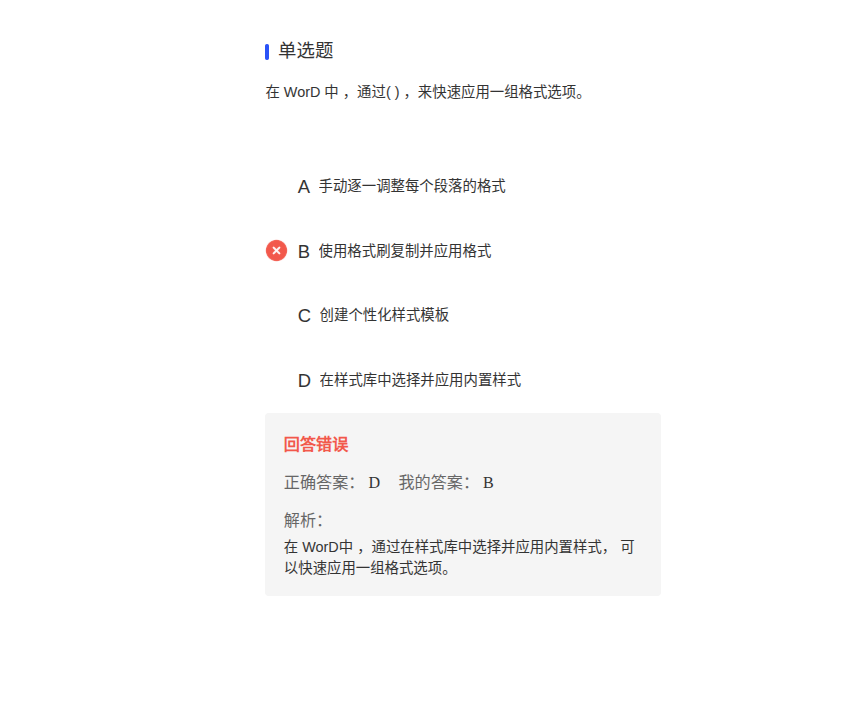 单选题
在 WorD 中 ，通过( ) ，来快速应用一组格式选项。
A 手动逐一调整每个段落的格式
B 使用格式刷复制并应用格式
C 创建个性化样式模板
D 在样式库中选择并应用内置样式
回答错误
正确答案： D 我的答案： B
解析：
在 WorD中 ，通过在样式库中选择并应用内置样式， 可
以快速应用一组格式选项。